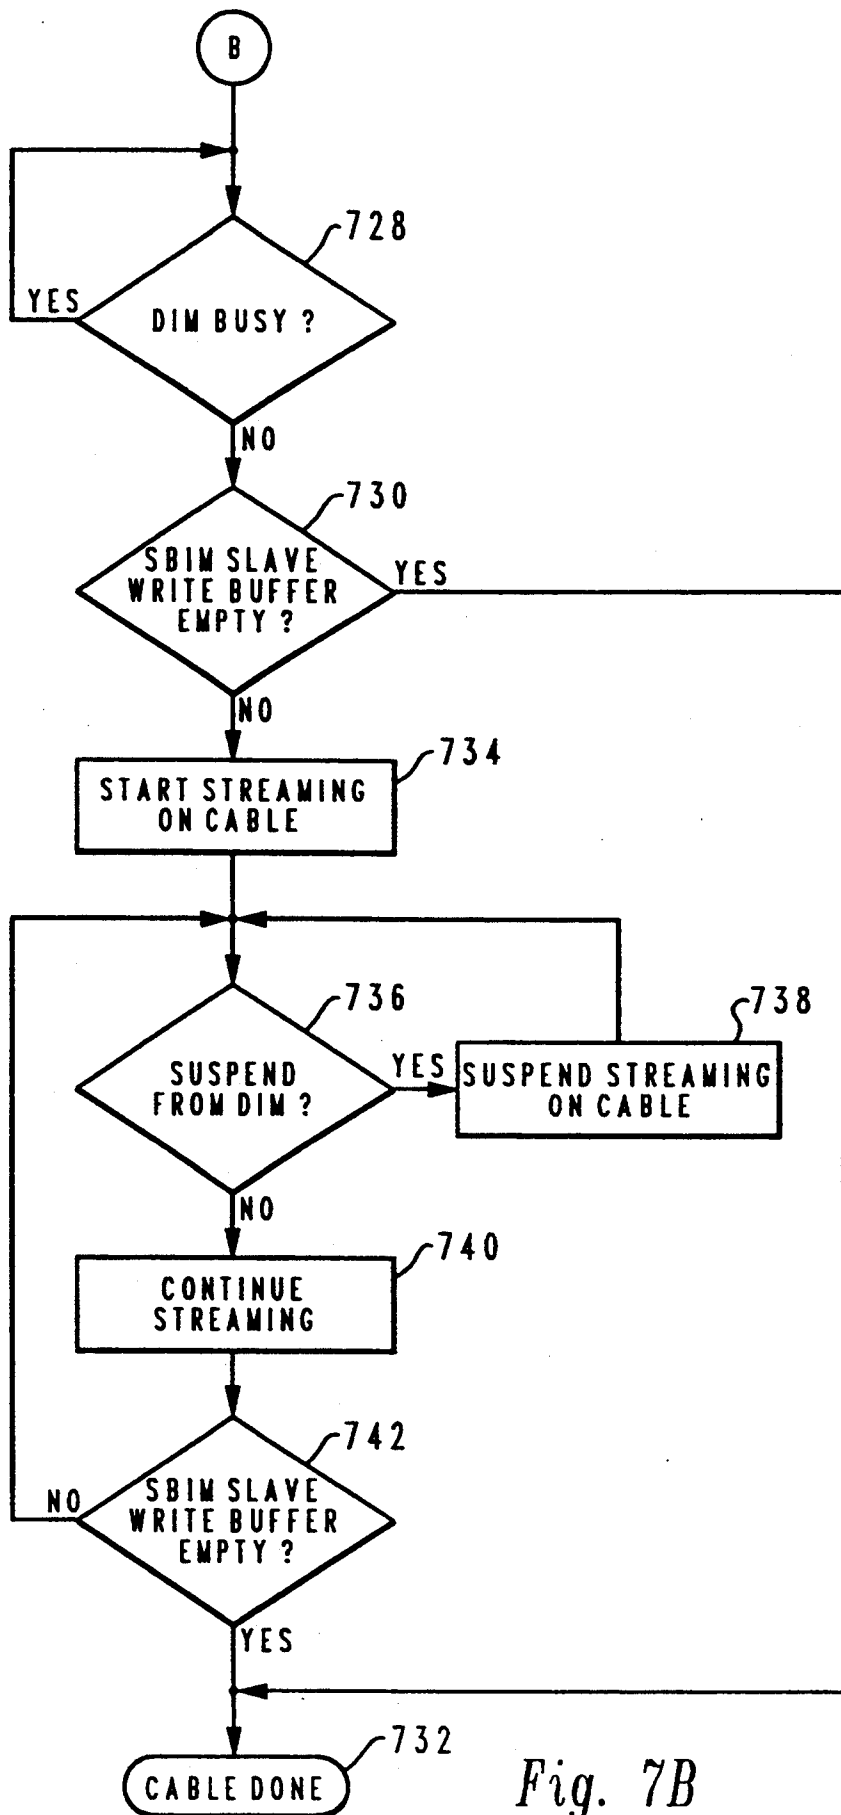 B
728
YES
DIM BUSY ?
NO
730
SBIM SLAVE
WRITE BUFFER
EMPTY ?
YES
NO
734
START STREAMING
ON CABLE
736
738
SUSPEND
FROM DIM ?
YES
SUSPEND STREAMING
ON CABLE
NO
740
CONTINUE
STREAMING
742
NO
SBIM SLAVE
WRITE BUFFER
EMPTY ?
YES
732
CABLE DONE
Fig. 7B